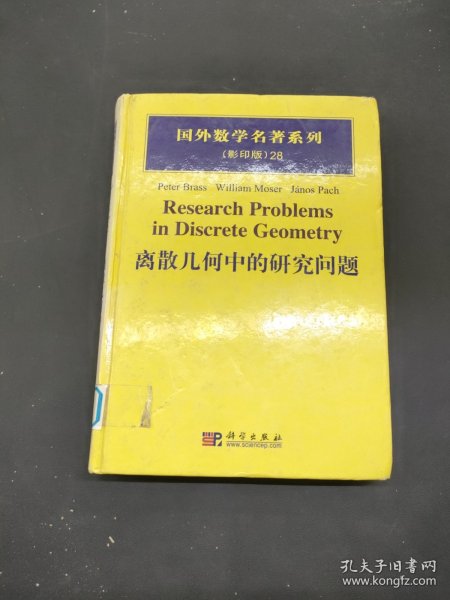 国外数学名著系列
(影印版)28
Peter Brass William Moser János Pach
Research Problems
in Discrete Geometry
离散几何中的研究问题
SP 科学出版社
www.sciencep.com
孔夫子旧书网
www.kongfz.com